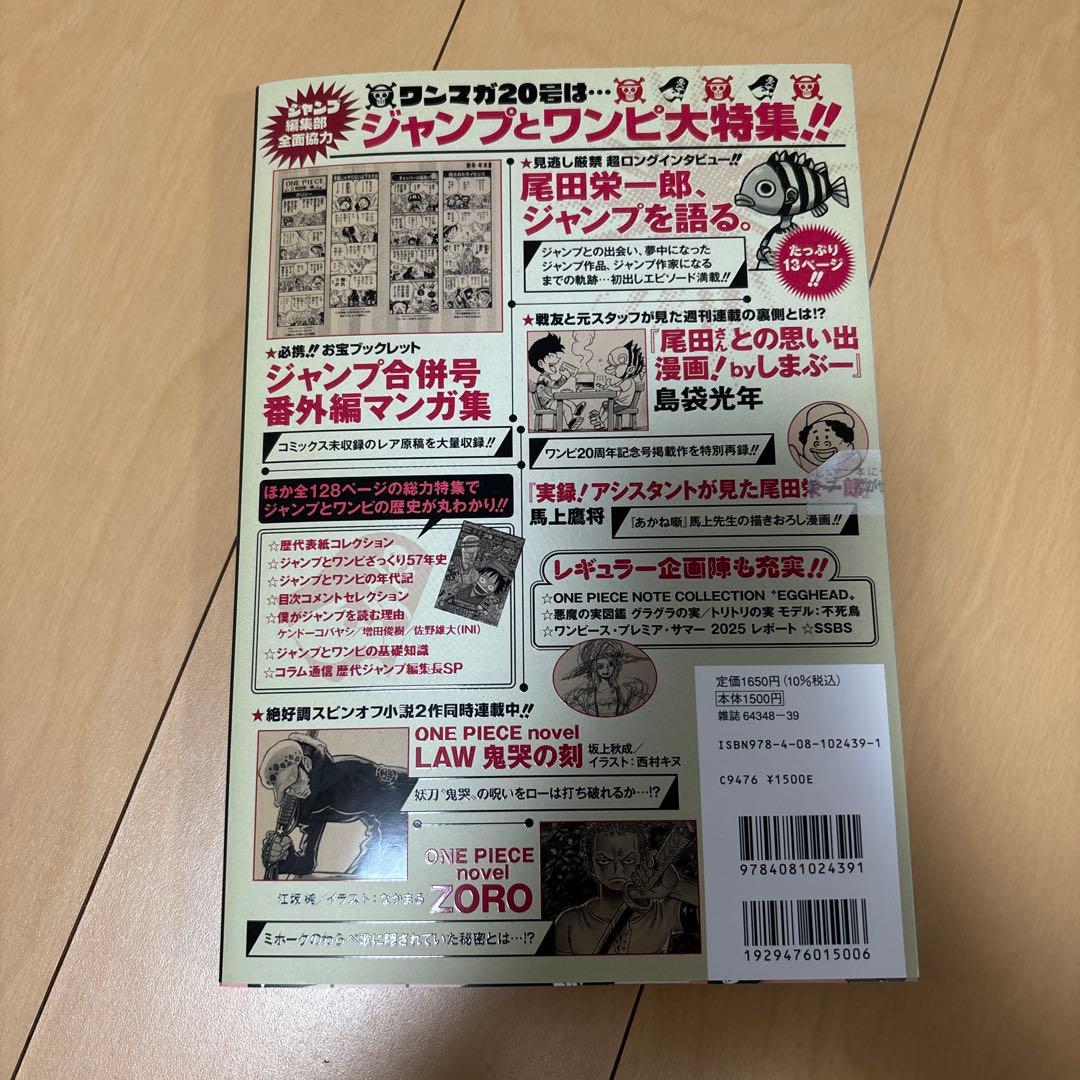 ジャンプ
編集部
全面協力
ワンマガ20号は…
ジャンプとワンピ大特集!!
ONE PIECE
★必携!! お宝ブックレット
ジャンプ合併号
番外編マンガ集
コミックス未収録のレア原稿を大量収録!!
★見逃し厳禁 超ロングインタビュー!!
尾田栄一郎、
ジャンプを語る。
たっぷり
13ページ
!!
ジャンプとの出会い、夢中になった
ジャンプ作品、ジャンプ作家になる
までの軌跡…初出しエピソード満載!!
★戦友と元スタッフが見た週刊連載の裏側とは!?
『尾田さんとの思い出
漫画! byしまぶー』
島袋光年
ワンピ20周年記念号掲載作を特別再録!!
『実録!アシスタントが見た尾田栄一郎
馬上鷹将
『あかね噺』馬上先生の描きおろし漫画!!
ほか全128ページの総力特集で
ジャンプとワンピの歴史が丸わかり!!
☆歴代表紙コレクション
☆ジャンプとワンピざっくり57年史
☆ジャンプとワンピの年代記
☆目次コメントセレクション
☆僕がジャンプを読む理由
ケンドーコバヤシ/増田俊樹/佐野雄大(INI)
☆ジャンプとワンピの基礎知識
☆コラム通信 歴代ジャンプ編集長SP
レギュラー企画陣も充実!!
☆ONE PIECE NOTE COLLECTION〝EGGHEAD〟
☆悪魔の実図鑑 グラグラの実/トリトリの実 モデル:不死鳥
☆ワンピース・プレミア・サマー 2025 レポート ☆SSBS
★絶好調スピンオフ小説2作同時連載中!!
ONE PIECE novel
LAW 鬼哭の刻
坂上秋成/
イラスト:西村キヌ
妖刀〝鬼哭〟の呪いをローは打ち破れるか…!?
ONE PIECE
novel
ZORO
江坂 純/イラスト:なかまる
ミホークのわらべ歌に隠されていた秘密とは…!?
定価1650円(10%税込)
本体1500円
雑誌 64348-39
ISBN978-4-08-102439-1
C9476 ¥1500E
9784081024391
1929476015006